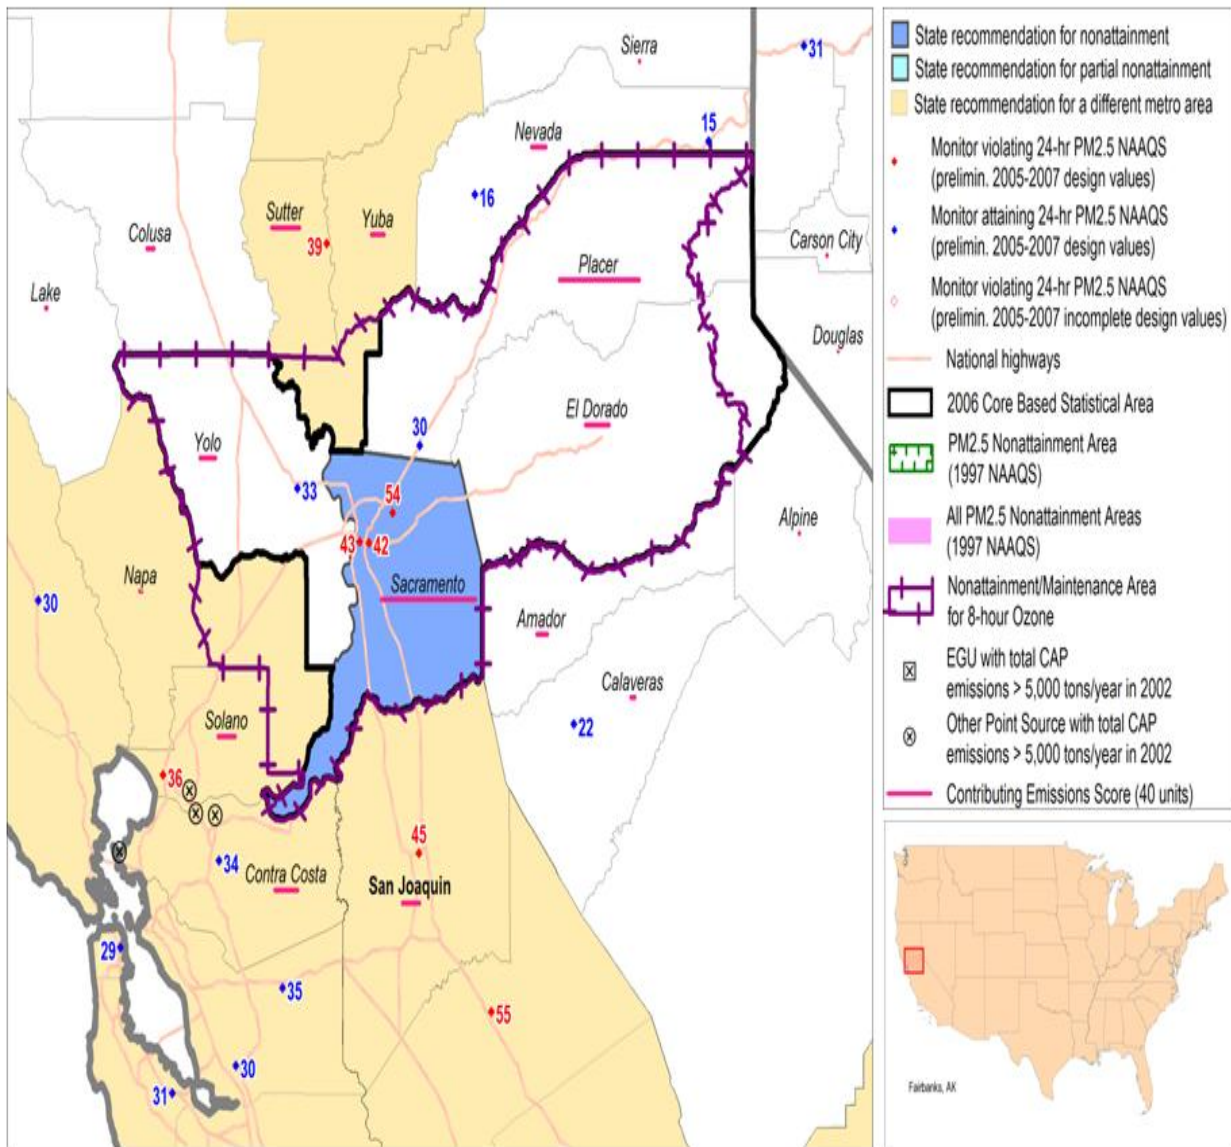 Sierra
31
Nevada
15
16
Sutter
Yuba
39
Colusa
Carson City
Placer
Lake
Douglas
El Dorado
Yolo
30
33
54
43
42
Alpine
Napa
30
Sacramento
Amador
Calaveras
Solano
22
36
45
34
Contra Costa
San Joaquin
29
35
55
30
31
State recommendation for nonattainment
State recommendation for partial nonattainment
State recommendation for a different metro area
Monitor violating 24-hr PM2.5 NAAQS
(prelimin. 2005-2007 design values)
Monitor attaining 24-hr PM2.5 NAAQS
(prelimin. 2005-2007 design values)
Monitor violating 24-hr PM2.5 NAAQS
(prelimin. 2005-2007 incomplete design values)
National highways
2006 Core Based Statistical Area
PM2.5 Nonattainment Area
(1997 NAAQS)
All PM2.5 Nonattainment Areas
(1997 NAAQS)
Nonattainment/Maintenance Area
for 8-hour Ozone
EGU with total CAP
emissions > 5,000 tons/year in 2002
Other Point Source with total CAP
emissions > 5,000 tons/year in 2002
Contributing Emissions Score (40 units)
Fairbanks, AK